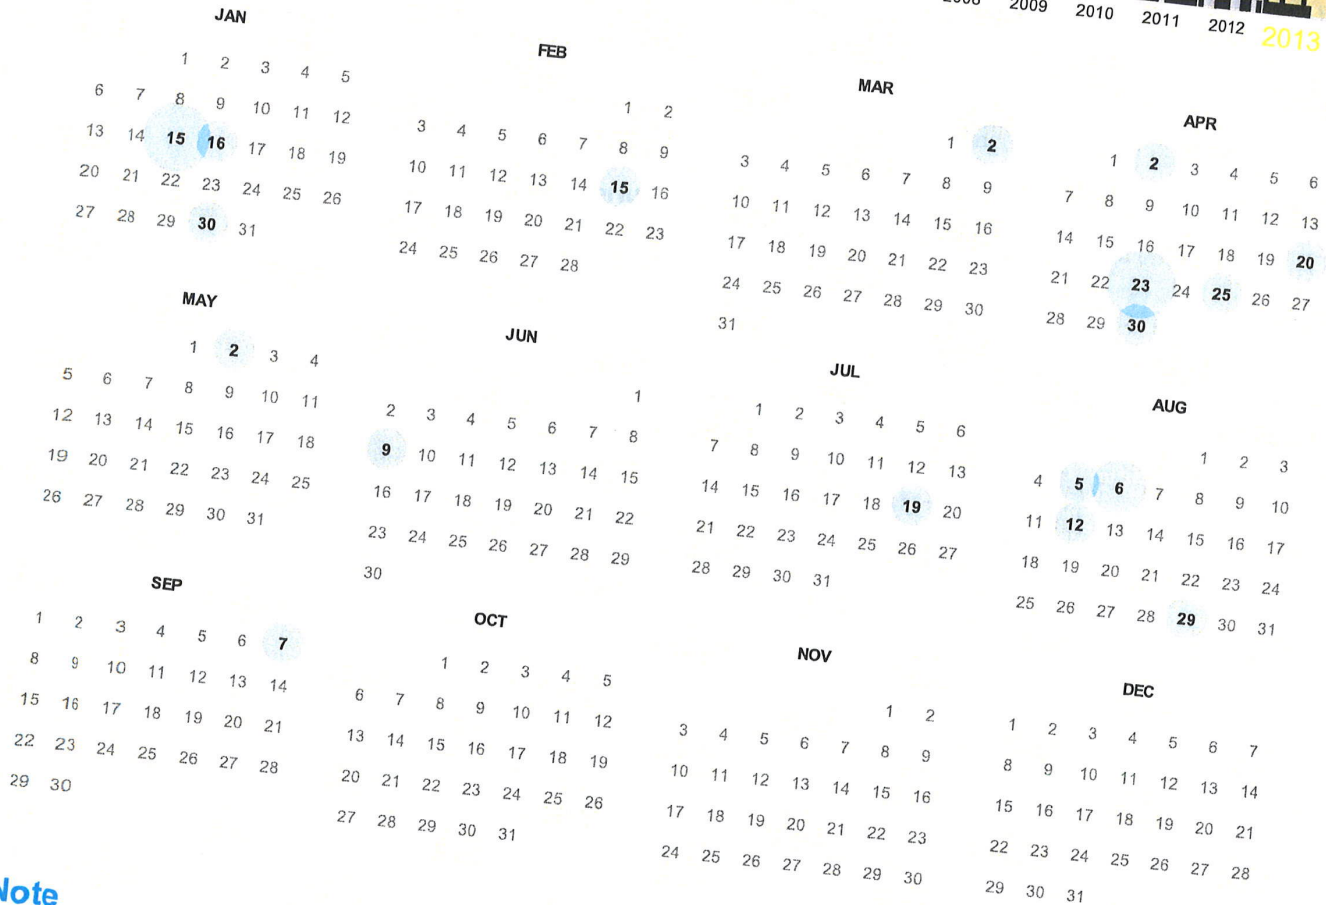 2009 2010 2011 2012 2013
JAN
1 2 3 4 5
6 7 8 9 10 11 12
13 14 15 16 17 18 19
20 21 22 23 24 25 26
27 28 29 30 31
FEB
1 2
3 4 5 6 7 8 9
10 11 12 13 14 15 16
17 18 19 20 21 22 23
24 25 26 27 28
MAR
1 2
3 4 5 6 7 8 9
10 11 12 13 14 15 16
17 18 19 20 21 22 23
24 25 26 27 28 29 30
31
APR
1 2 3 4 5 6
7 8 9 10 11 12 13
14 15 16 17 18 19 20
21 22 23 24 25 26 27
28 29 30
MAY
1 2 3 4
5 6 7 8 9 10 11
12 13 14 15 16 17 18
19 20 21 22 23 24 25
26 27 28 29 30 31
JUN
1
2 3 4 5 6 7 8
9 10 11 12 13 14 15
16 17 18 19 20 21 22
23 24 25 26 27 28 29
30
JUL
1 2 3 4 5 6
7 8 9 10 11 12 13
14 15 16 17 18 19 20
21 22 23 24 25 26 27
28 29 30 31
AUG
1 2 3
4 5 6 7 8 9 10
11 12 13 14 15 16 17
18 19 20 21 22 23 24
25 26 27 28 29 30 31
SEP
1 2 3 4 5 6 7
8 9 10 11 12 13 14
15 16 17 18 19 20 21
22 23 24 25 26 27 28
29 30
OCT
1 2 3 4 5
6 7 8 9 10 11 12
13 14 15 16 17 18 19
20 21 22 23 24 25 26
27 28 29 30 31
NOV
1 2
3 4 5 6 7 8 9
10 11 12 13 14 15 16
17 18 19 20 21 22 23
24 25 26 27 28 29 30
DEC
1 2 3 4 5 6 7
8 9 10 11 12 13 14
15 16 17 18 19 20 21
22 23 24 25 26 27 28
29 30 31
Note